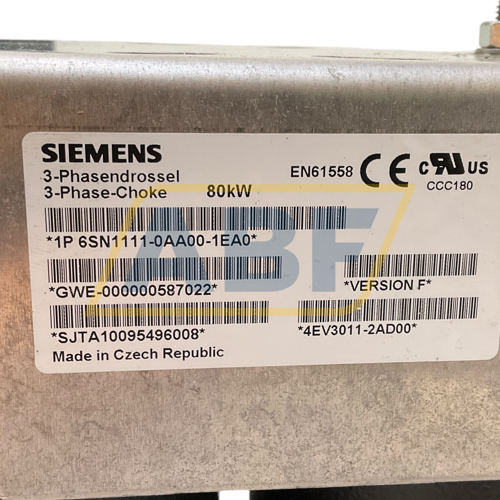 SIEMENS
3-Phasendrossel
3-Phase-Choke 80kW
EN61558 CE c RU US
CCC180
*1P 6SN1111-0AA00-1EA0*
*GWE-000000587022* *VERSION F*
*SJTA10095496008* *4EV3011-2AD00*
Made in Czech Republic
ABF